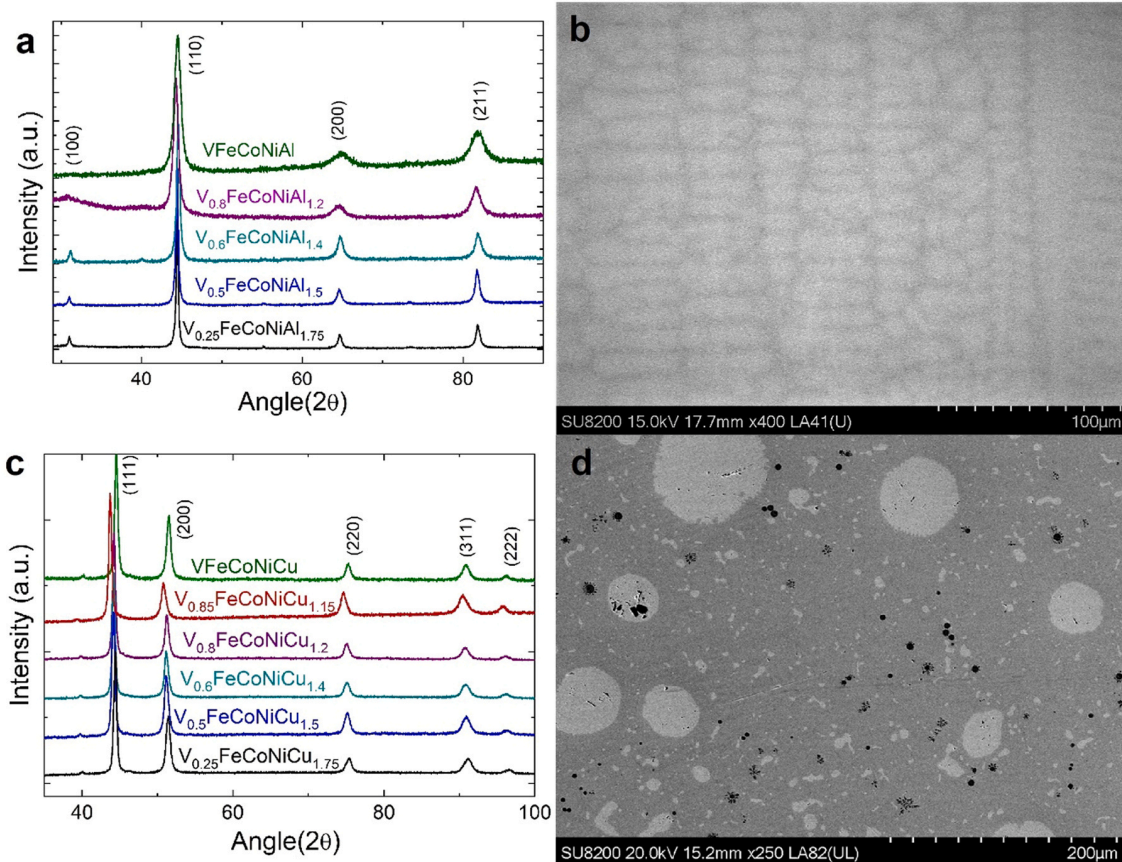 a
(110)
(100)
(200)
(211)
VFeCoNiAl
V0.8FeCoNiAl1.2
V0.6FeCoNiAl1.4
V0.5FeCoNiAl1.5
V0.25FeCoNiAl1.75
Intensity (a.u.)
40
60
80
Angle(2θ)
b
SU8200 15.0kV 17.7mm x400 LA41(U)
100μm
c
(111)
(200)
(220)
(311)
(222)
VFeCoNiCu
V0.85FeCoNiCu1.15
V0.8FeCoNiCu1.2
V0.6FeCoNiCu1.4
V0.5FeCoNiCu1.5
V0.25FeCoNiCu1.75
Intensity (a.u.)
40
60
80
100
Angle(2θ)
d
SU8200 20.0kV 15.2mm x250 LA82(UL)
200μm